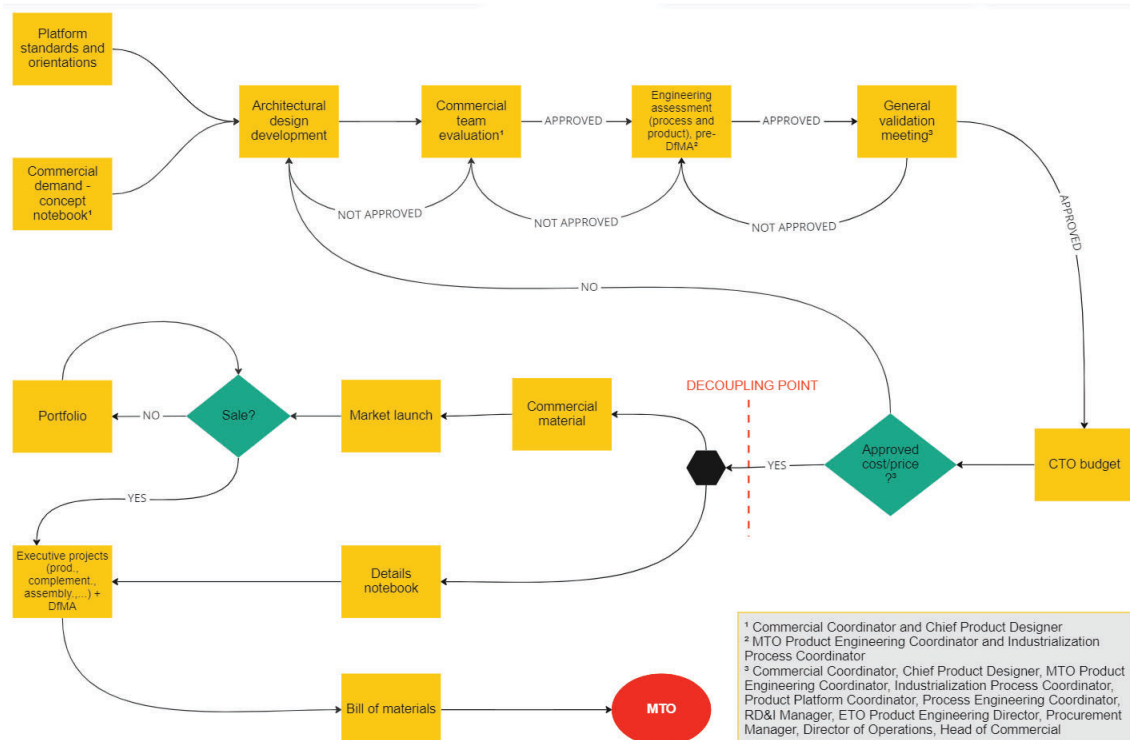 Platform
standards and
orientations
Architectural
design
development
Commercial
team
evaluation¹
APPROVED
Engineering
assessment
(process and
product), pre-
DfMA²
APPROVED
General
validation
meeting³
Commercial
demand -
concept
notebook¹
NOT APPROVED
NOT APPROVED
NOT APPROVED
APPROVED
NO
DECOUPLING POINT
Portfolio
NO
Sale?
Market launch
Commercial
material
YES
Approved
cost/price
?³
CTO budget
YES
Executive projects
(prod.,
complement.,
assembly.,...) +
DfMA
Details
notebook
Bill of materials
MTO
¹ Commercial Coordinator and Chief Product Designer
² MTO Product Engineering Coordinator and Industrialization
Process Coordinator
³ Commercial Coordinator, Chief Product Designer, MTO Product
Engineering Coordinator, Industrialization Process Coordinator,
Product Platform Coordinator, Process Engineering Coordinator,
RD&I Manager, ETO Product Engineering Director, Procurement
Manager, Director of Operations, Head of Commercial